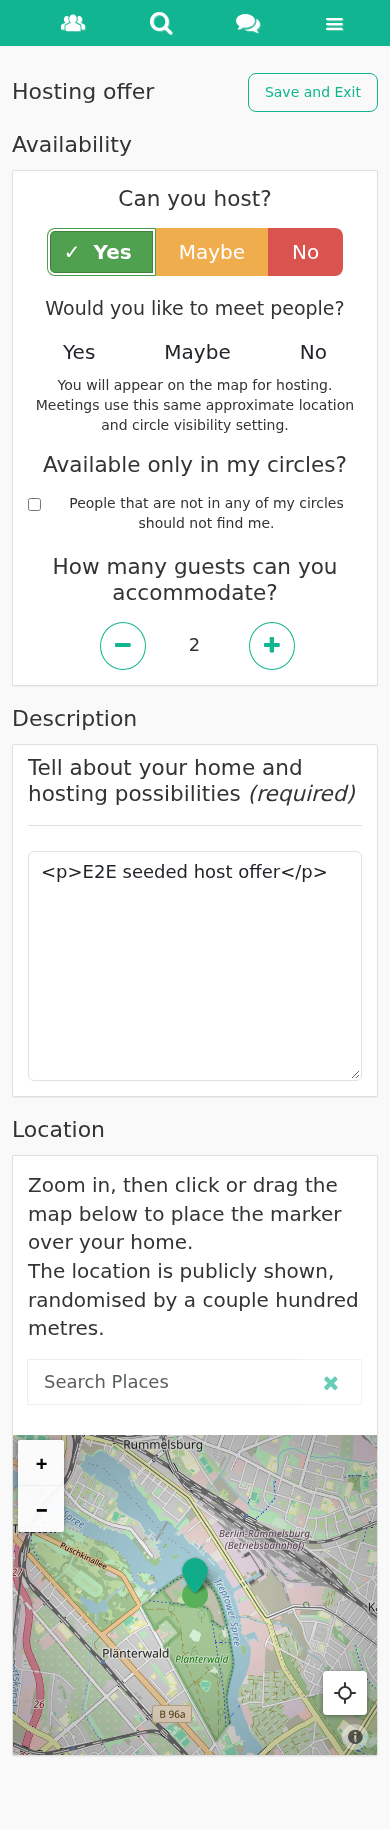 Hosting offer
Save and Exit
Availability
Can you host?
✓ Yes
Maybe
No
Would you like to meet people?
Yes
Maybe
No
You will appear on the map for hosting.
Meetings use this same approximate location
and circle visibility setting.
Available only in my circles?
People that are not in any of my circles
should not find me.
How many guests can you
accommodate?
2
Description
Tell about your home and
hosting possibilities (required)
<p>E2E seeded host offer</p>
Location
Zoom in, then click or drag the
map below to place the marker
over your home.
The location is publicly shown,
randomised by a couple hundred
metres.
Search Places
Rummelsburg
+
−
Spree
Berlin-Rummelsburg
(Betriebsbahnhof)
Puschkinallee
27
Treptower Spree
Plänterwald
Plänterwald
26
B 96a